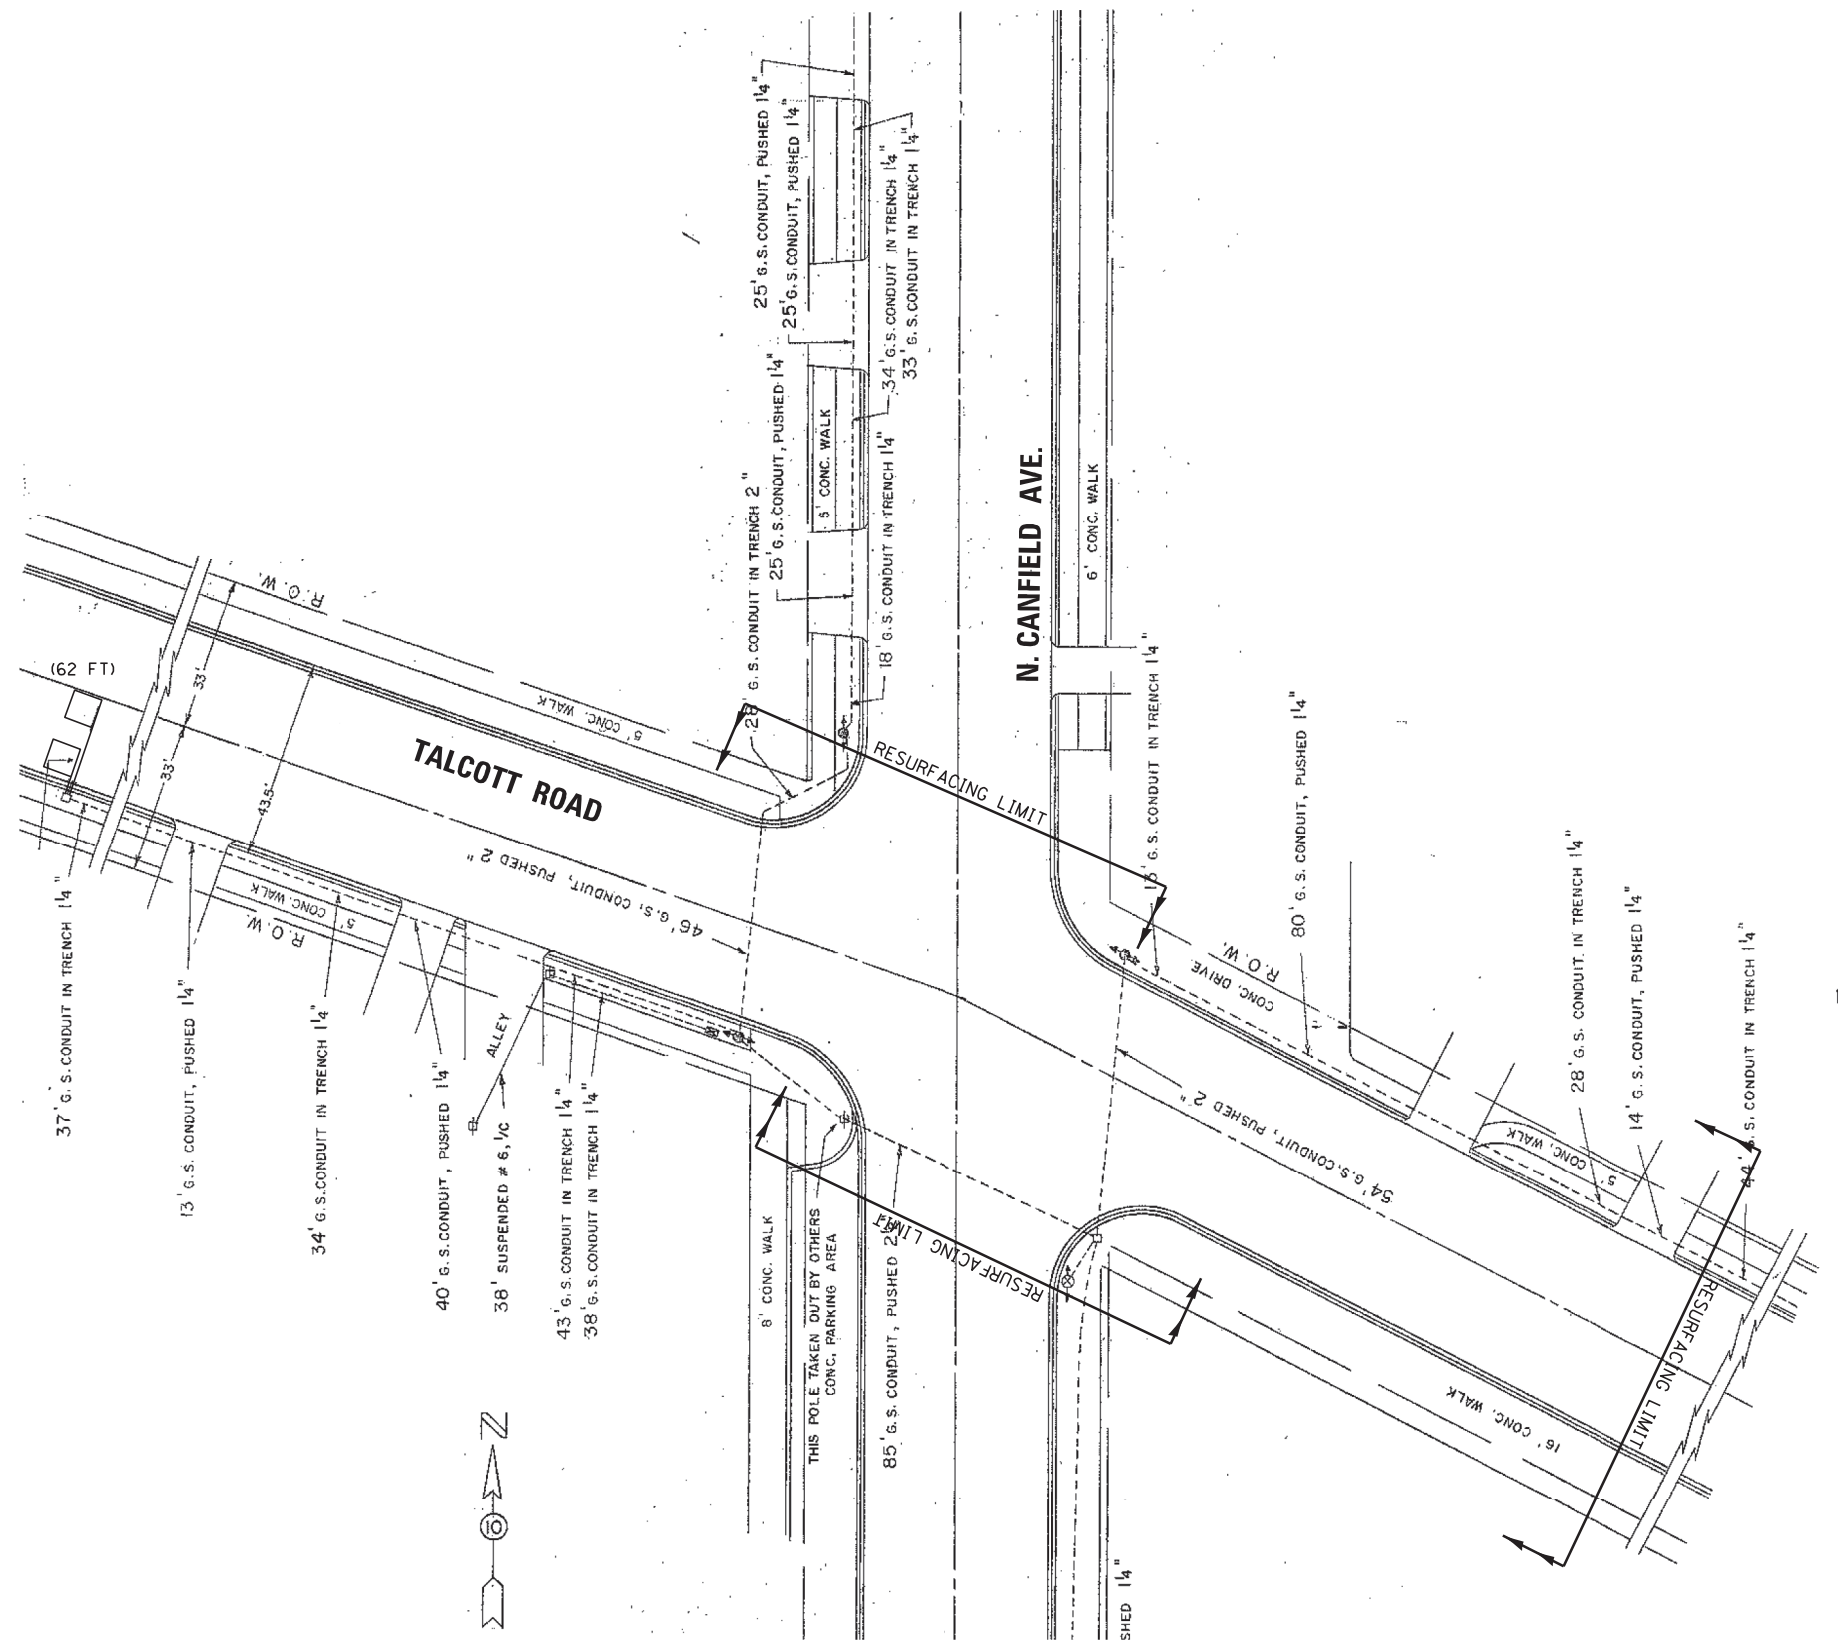 25' G.S. CONDUIT, PUSHED 1¼"
25' G.S. CONDUIT, PUSHED 1¼"
34' G.S. CONDUIT IN TRENCH 1¼"
33' G.S. CONDUIT IN TRENCH 1¼"
28' G.S. CONDUIT IN TRENCH 2"
25' G.S. CONDUIT, PUSHED 1¼"
5' CONC. WALK
18' G.S. CONDUIT IN TRENCH 1¼"
N. CANFIELD AVE.
6' CONC. WALK
R.O.W.
(62 FT)
33'
33'
43.5'
5' CONC. WALK
TALCOTT ROAD
RESURFACING LIMIT
13' G.S. CONDUIT IN TRENCH 1¼"
80' G.S. CONDUIT, PUSHED 1¼"
46' G.S. CONDUIT, PUSHED 2"
5' CONC. WALK
R.O.W.
R.O.W.
CONC. DRIVE
28' G.S. CONDUIT IN TRENCH 1¼"
14' G.S. CONDUIT, PUSHED 1¼"
S. CONDUIT IN TRENCH 1¼"
37' G.S. CONDUIT IN TRENCH 1¼"
13' G.S. CONDUIT, PUSHED 1¼"
34' G.S. CONDUIT IN TRENCH 1¼"
40' G.S. CONDUIT, PUSHED 1¼"
ALLEY
38' SUSPENDED # 6, 1/C
43' G.S. CONDUIT IN TRENCH 1¼"
38' G.S. CONDUIT IN TRENCH 1¼"
54' G.S. CONDUIT, PUSHED 2"
5' CONC. WALK
8' CONC. WALK
THIS POLE TAKEN OUT BY OTHERS
CONC. PARKING AREA
85' G.S. CONDUIT, PUSHED 2
RESURFACING LIMIT
RESURFACING LIMIT
16' CONC. WALK
N
SHED 1¼"